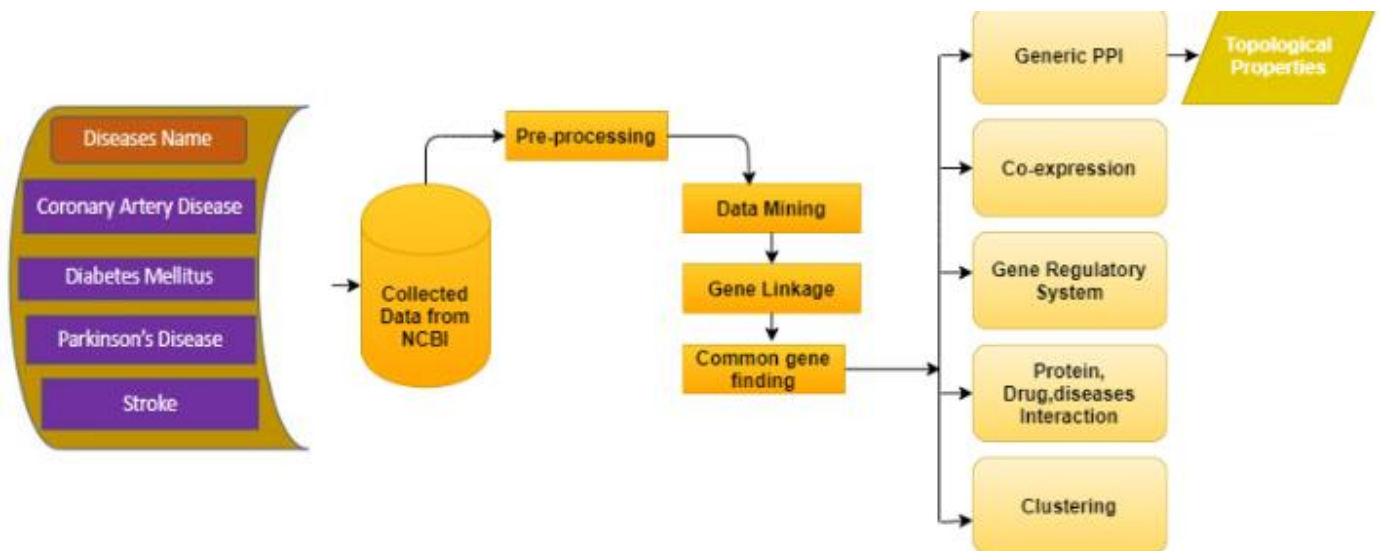 Diseases Name
Coronary Artery Disease
Diabetes Mellitus
Parkinson's Disease
Stroke
Collected
Data from
NCBI
Pre-processing
Data Mining
Gene Linkage
Common gene
finding
Generic PPI
Topological
Properties
Co-expression
Gene Regulatory
System
Protein,
Drug,diseases
Interaction
Clustering